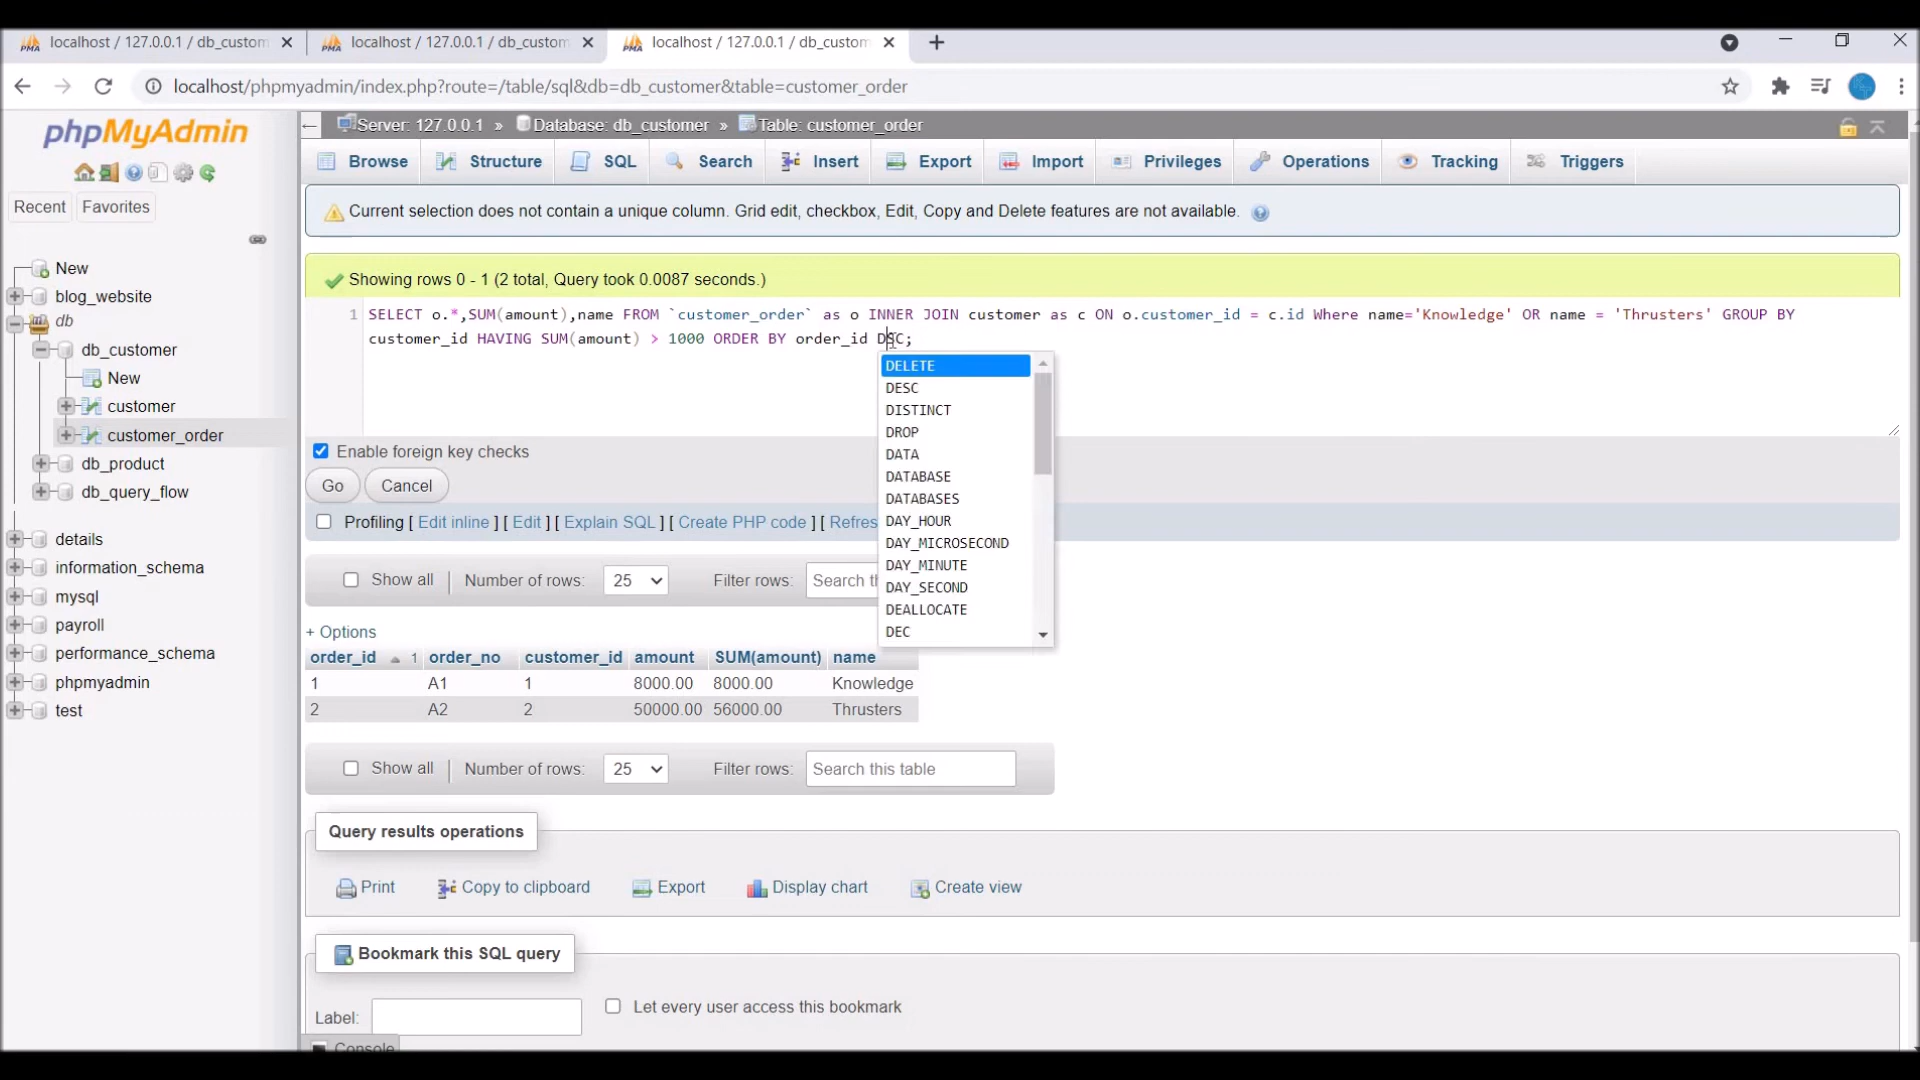 localhost / 127.0.0.1 / db_custom
localhost / 127.0.0.1 / db_custom
localhost / 127.0.0.1 / db_custom
localhost/phpmyadmin/index.php?route=/table/sql&db=db_customer&table=customer_order
phpMyAdmin
Recent Favorites
New
blog_website
db
db_customer
New
customer
customer_order
db_product
db_query_flow
details
information_schema
mysql
payroll
performance_schema
phpmyadmin
test
Server: 127.0.0.1 » Database: db_customer » Table: customer_order
Browse Structure SQL Search Insert Export Import Privileges Operations Tracking Triggers
Current selection does not contain a unique column. Grid edit, checkbox, Edit, Copy and Delete features are not available.
Showing rows 0 - 1 (2 total, Query took 0.0087 seconds.)
1 SELECT o.*,SUM(amount),name FROM `customer_order` as o INNER JOIN customer as c ON o.customer_id = c.id Where name='Knowledge' OR name = 'Thrusters' GROUP BY
customer_id HAVING SUM(amount) > 1000 ORDER BY order_id DSC;
DELETE
DESC
DISTINCT
DROP
DATA
DATABASE
DATABASES
DAY_HOUR
DAY_MICROSECOND
DAY_MINUTE
DAY_SECOND
DEALLOCATE
DEC
Enable foreign key checks
Go Cancel
Profiling [ Edit inline ] [ Edit ] [ Explain SQL ] [ Create PHP code ] [ Refres
Show all Number of rows: 25 Filter rows: Search th
+ Options
order_id 1 order_no customer_id amount SUM(amount) name
1 A1 1 8000.00 8000.00 Knowledge
2 A2 2 50000.00 56000.00 Thrusters
Show all Number of rows: 25 Filter rows: Search this table
Query results operations
Print Copy to clipboard Export Display chart Create view
Bookmark this SQL query
Label: Let every user access this bookmark
Console